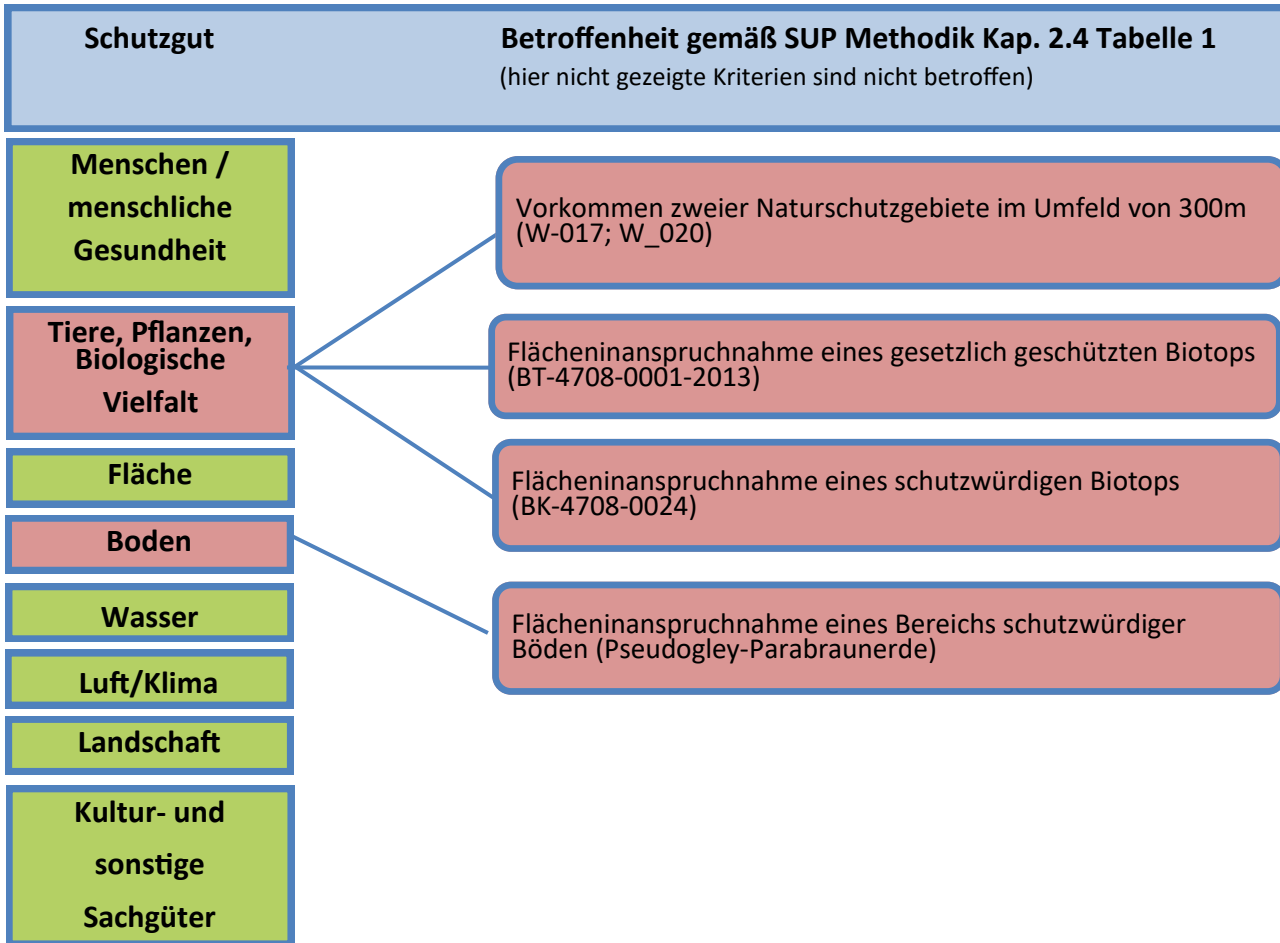 Schutzgut
Betroffenheit gemäß SUP Methodik Kap. 2.4 Tabelle 1
(hier nicht gezeigte Kriterien sind nicht betroffen)
Menschen /
menschliche
Gesundheit
Tiere, Pflanzen,
Biologische
Vielfalt
Fläche
Boden
Wasser
Luft/Klima
Landschaft
Kultur- und
sonstige
Sachgüter
Vorkommen zweier Naturschutzgebiete im Umfeld von 300m
(W-017; W_020)
Flächeninanspruchnahme eines gesetzlich geschützten Biotops
(BT-4708-0001-2013)
Flächeninanspruchnahme eines schutzwürdigen Biotops
(BK-4708-0024)
Flächeninanspruchnahme eines Bereichs schutzwürdiger
Böden (Pseudogley-Parabraunerde)